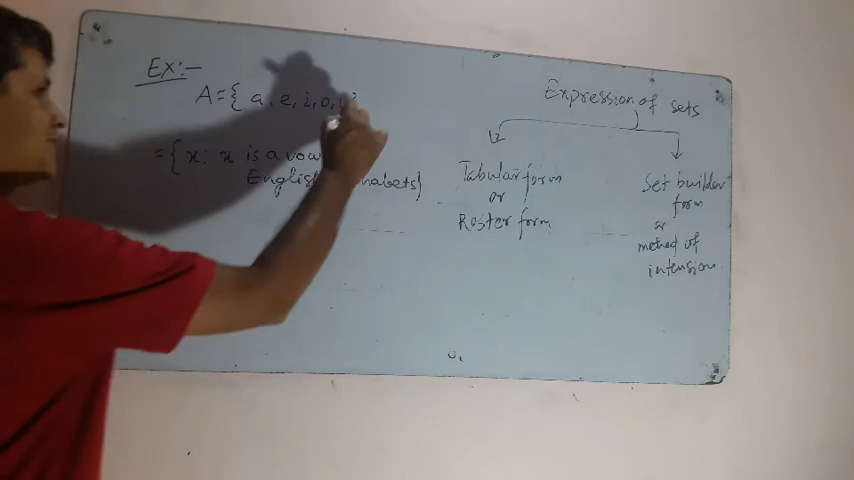 Ex:-
A = { a, e, i, o, u }
= { x : x is a vow
English nabets }
Expression of sets
Tabular form
or
Roster form
Set builder
form
or
method of
intension